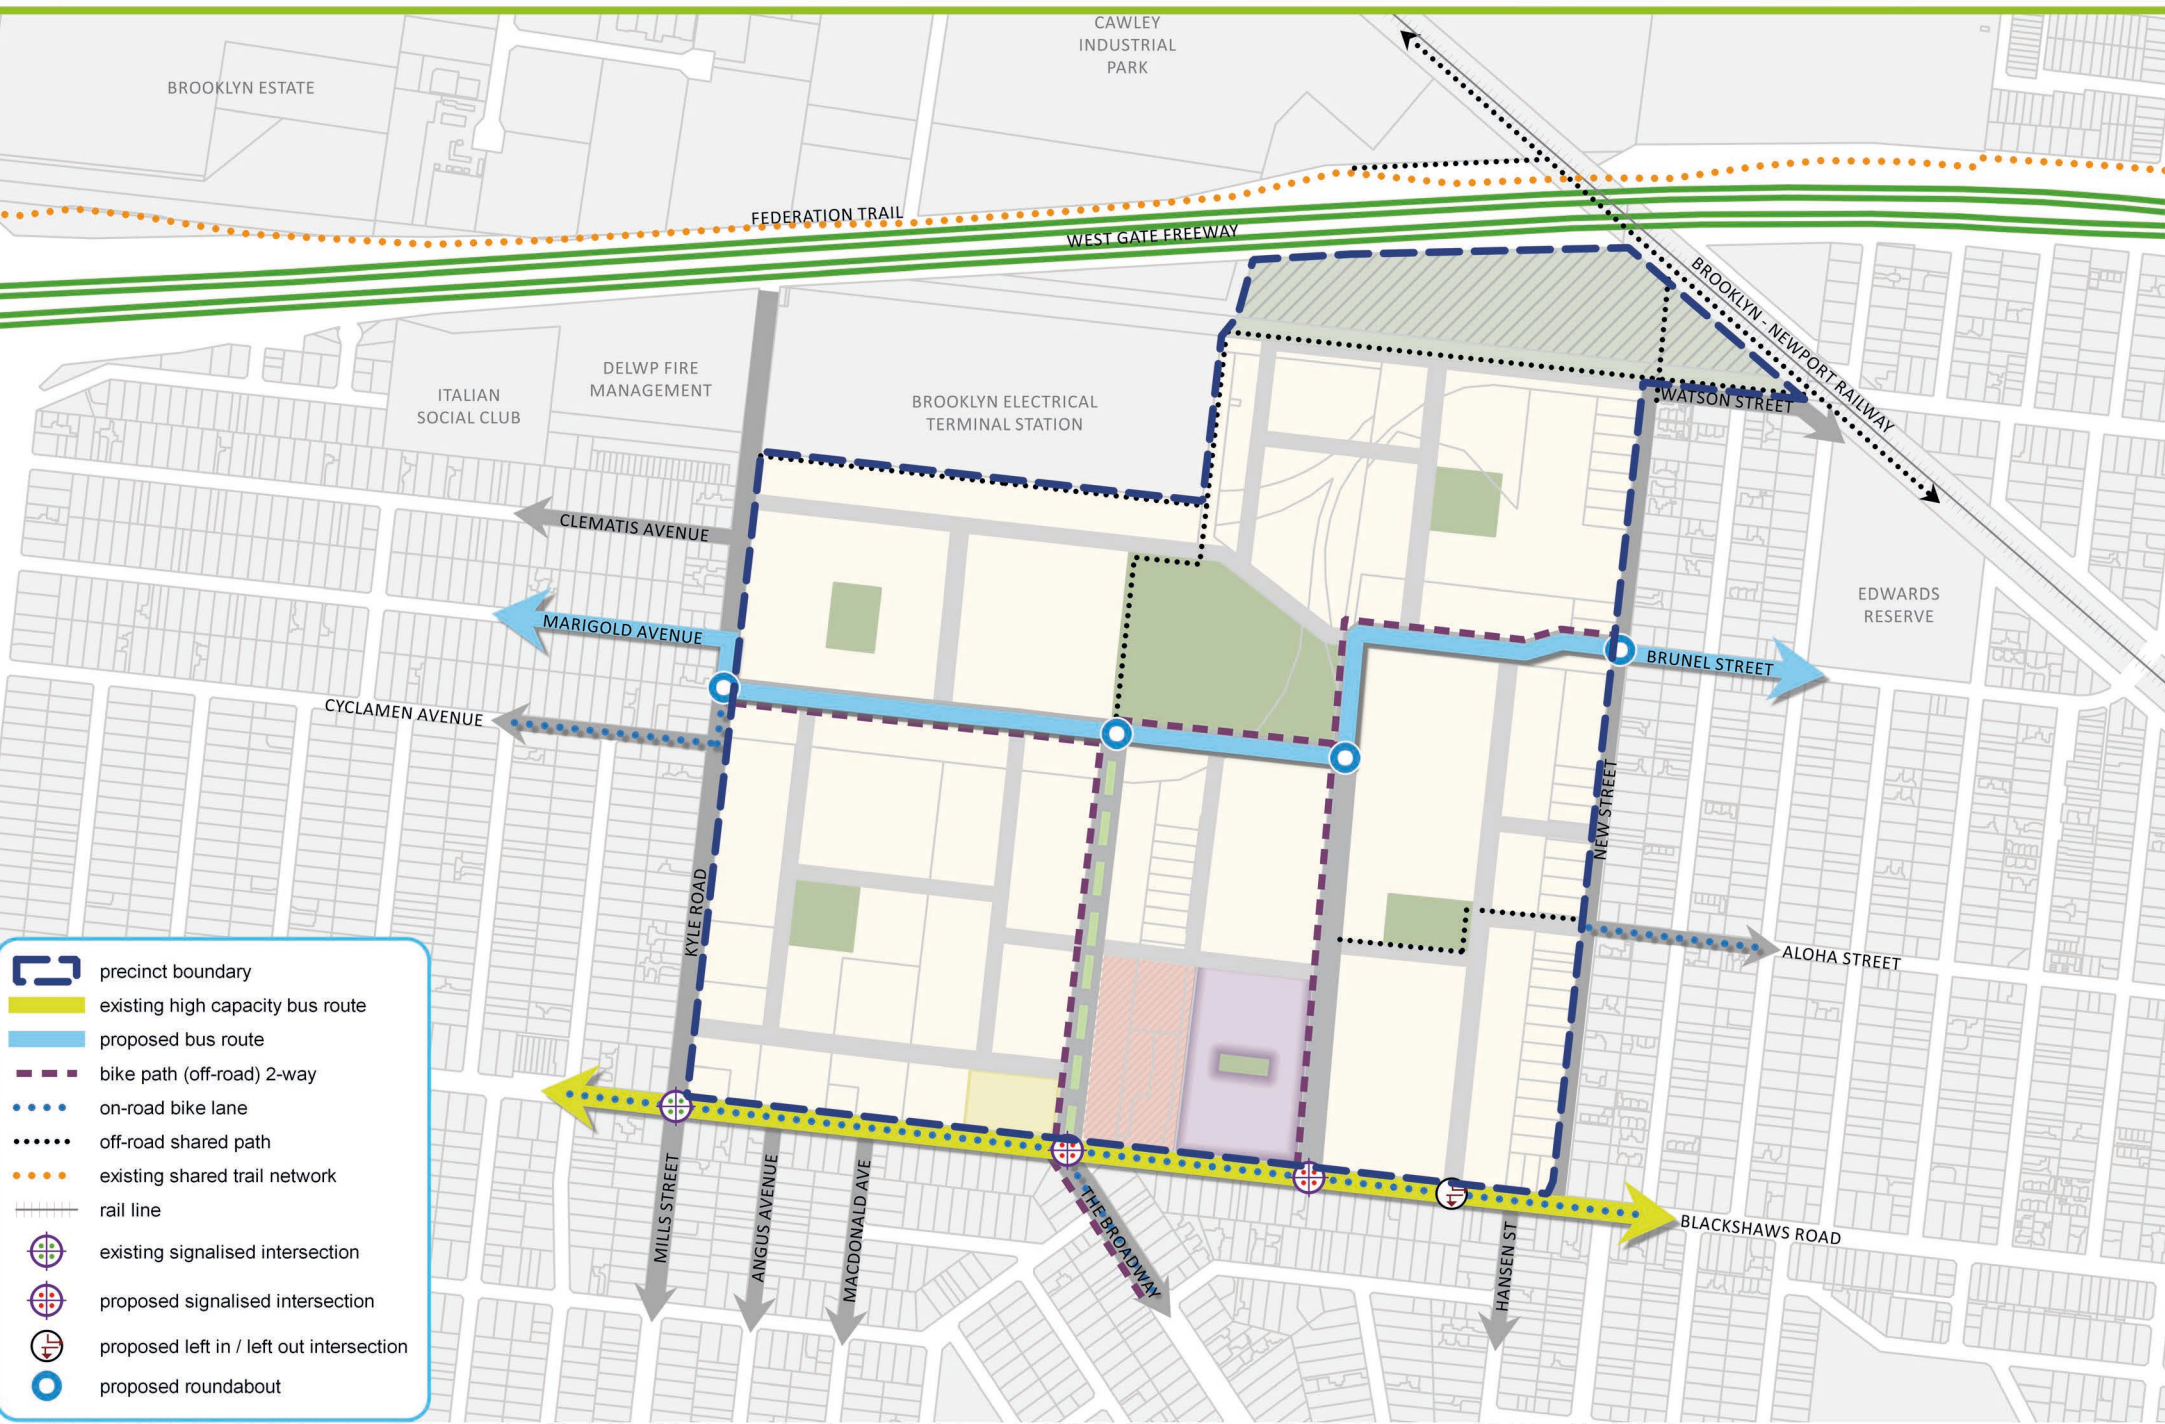 CAWLEY
INDUSTRIAL
PARK
BROOKLYN ESTATE
FEDERATION TRAIL
WEST GATE FREEWAY
BROOKLYN - NEWPORT RAILWAY
DELWP FIRE
MANAGEMENT
ITALIAN
SOCIAL CLUB
BROOKLYN ELECTRICAL
TERMINAL STATION
WATSON STREET
CLEMATIS AVENUE
EDWARDS
RESERVE
MARIGOLD AVENUE
BRUNEL STREET
CYCLAMEN AVENUE
NEW STREET
KYLE ROAD
ALOHA STREET
MILLS STREET
ANGUS AVENUE
MACDONALD AVE
THE BROADWAY
HANSEN ST
BLACKSHAWS ROAD
precinct boundary
existing high capacity bus route
proposed bus route
bike path (off-road) 2-way
on-road bike lane
off-road shared path
existing shared trail network
rail line
existing signalised intersection
proposed signalised intersection
proposed left in / left out intersection
proposed roundabout